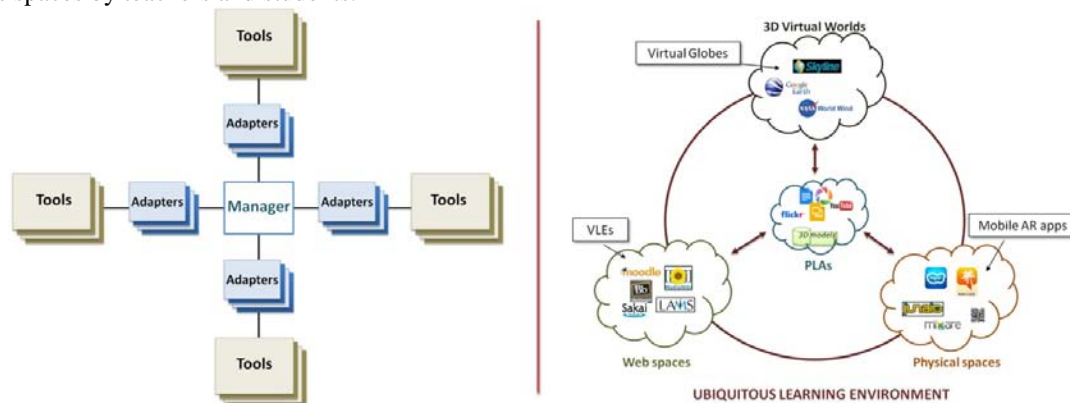 spaces by teachers and students.
Tools
Adapters
Tools
Adapters
Manager
Adapters
Tools
Adapters
Tools
3D Virtual Worlds
Virtual Globes
Skyline
Google
Earth
NASA World Wind
YouTube
flickr
3D models
PLAs
VLEs
moodle
Bb
Sakai
LAMS
Web spaces
Mobile AR apps
junaio
mixare
Physical spaces
UBIQUITOUS LEARNING ENVIRONMENT